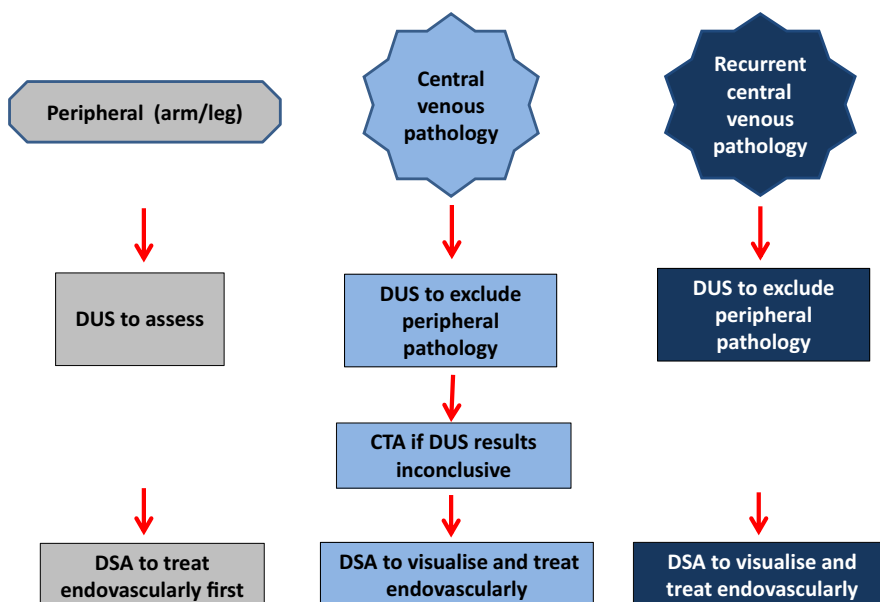 Peripheral (arm/leg)
Central
venous
pathology
Recurrent
central
venous
pathology
DUS to assess
DUS to exclude
peripheral
pathology
DUS to exclude
peripheral
pathology
CTA if DUS results
inconclusive
DSA to treat
endovascularly first
DSA to visualise and treat
endovascularly
DSA to visualise and
treat endovascularly